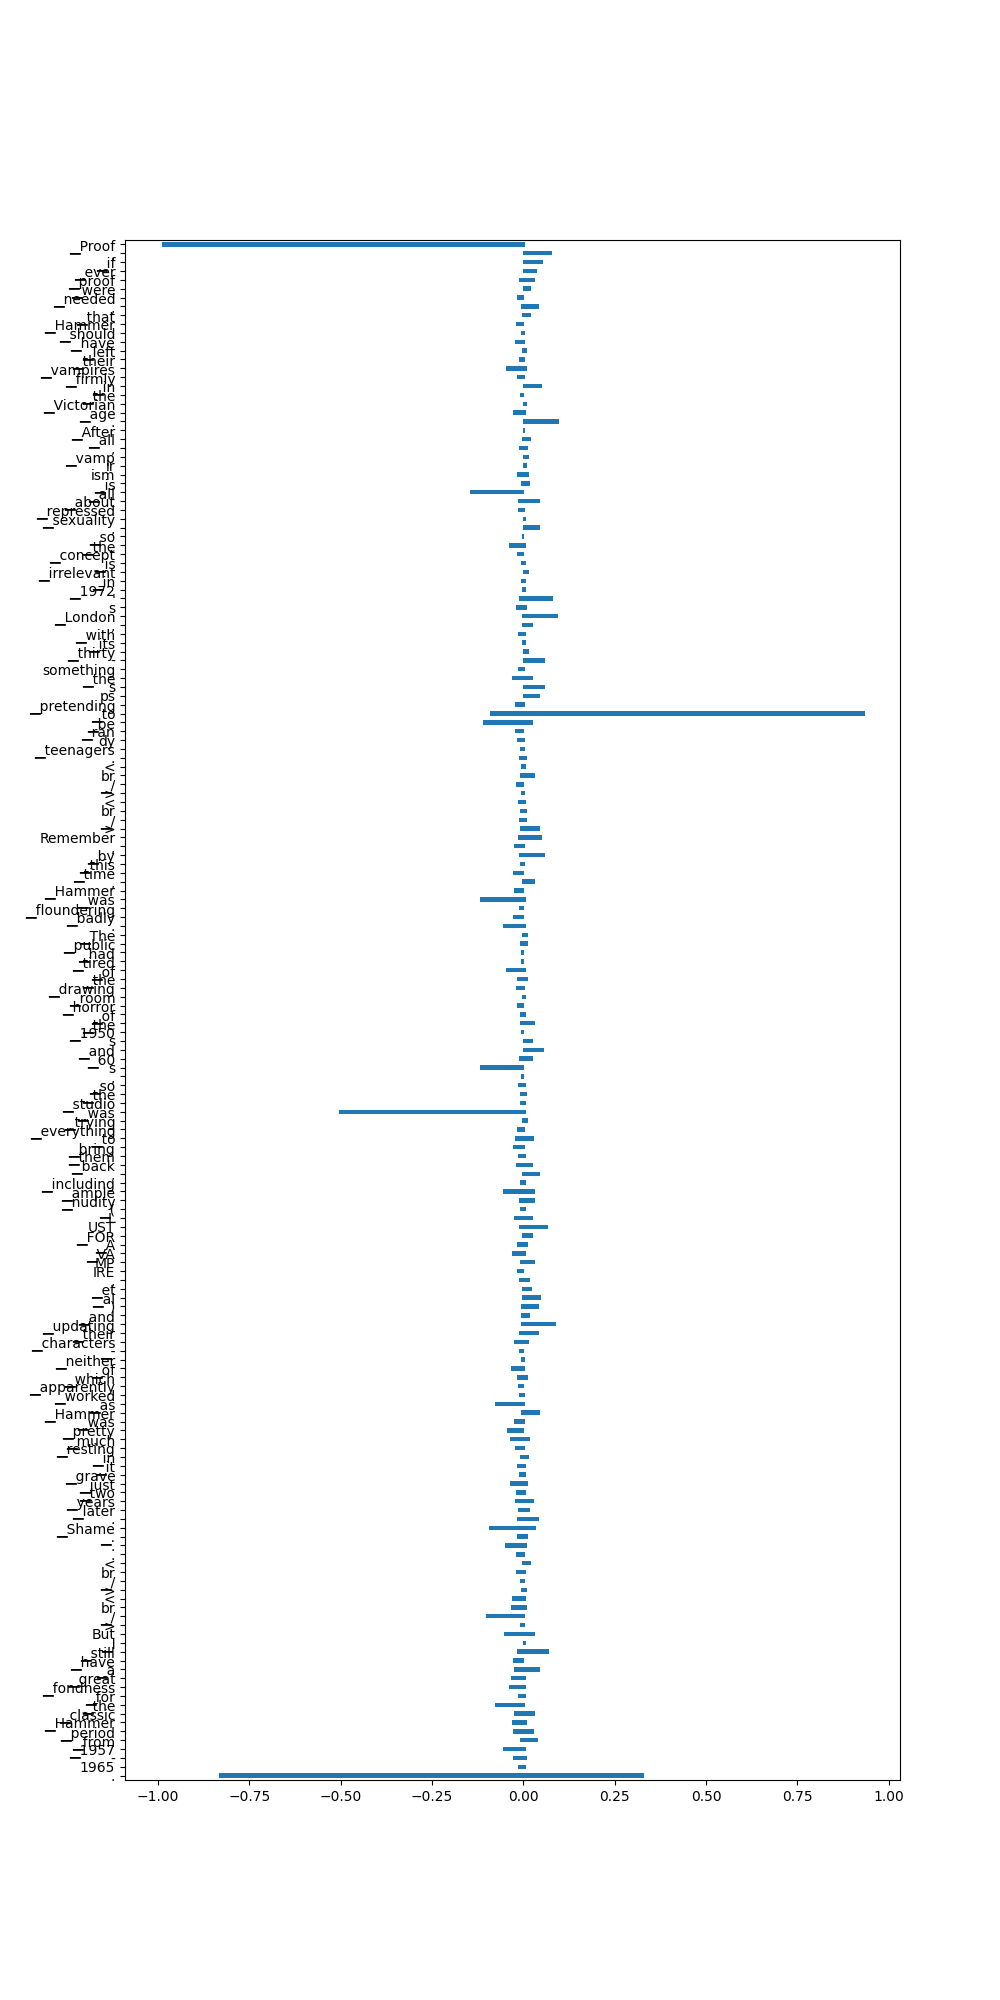 _Proof
_if
_ever
_proof
_were
_needed
_that
_Hammer
_should
_have
_left
_their
_vampires
_firmly
_in
_the
_Victorian
_age
.
_After
_all
,
_vamp
ir
ism
_is
_all
_about
_repressed
_sexuality
,
_so
_the
_concept
_is
_irrelevant
_in
_1972
'
s
_London
,
_with
_its
_thirty
-
something
_the
s
ps
_pretending
_to
_be
_ran
dy
_teenagers
.
<
br
_/
>
<
br
_/
>
Remember
,
_by
_this
_time
,
_Hammer
_was
_floundering
_badly
.
_The
_public
_had
_tired
_of
_the
_drawing
_room
_horror
_of
_the
_1950
s
_and
_60
s
,
_so
_the
_studio
_was
_trying
_everything
_to
_bring
_them
_back
,
_including
_ample
_nudity
_(
L
UST
_FOR
_A
_VA
MP
IRE
,
_et
_al
)
_and
_updating
_their
_characters
-
_neither
_of
_which
_apparently
_worked
_as
_Hammer
_was
_pretty
_much
_resting
_in
_it
_grave
_just
_two
_years
_later
.
_Shame
.
.
.
<
br
_/
>
<
br
_/
>
But
_I
_still
_have
_a
_great
_fondness
_for
_the
_classic
_Hammer
_period
_from
_1957
-
1965
.
−1.00 −0.75 −0.50 −0.25 0.00 0.25 0.50 0.75 1.00